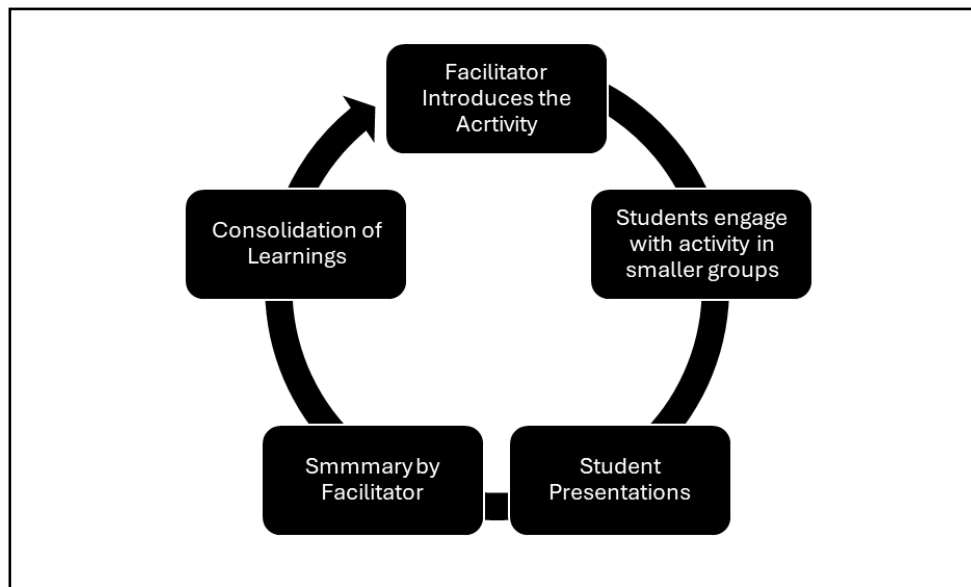 Facilitator
Introduces the
Acrtivity
Students engage
with activity in
smaller groups
Student
Presentations
Smmmary by
Facilitator
Consolidation of
Learnings